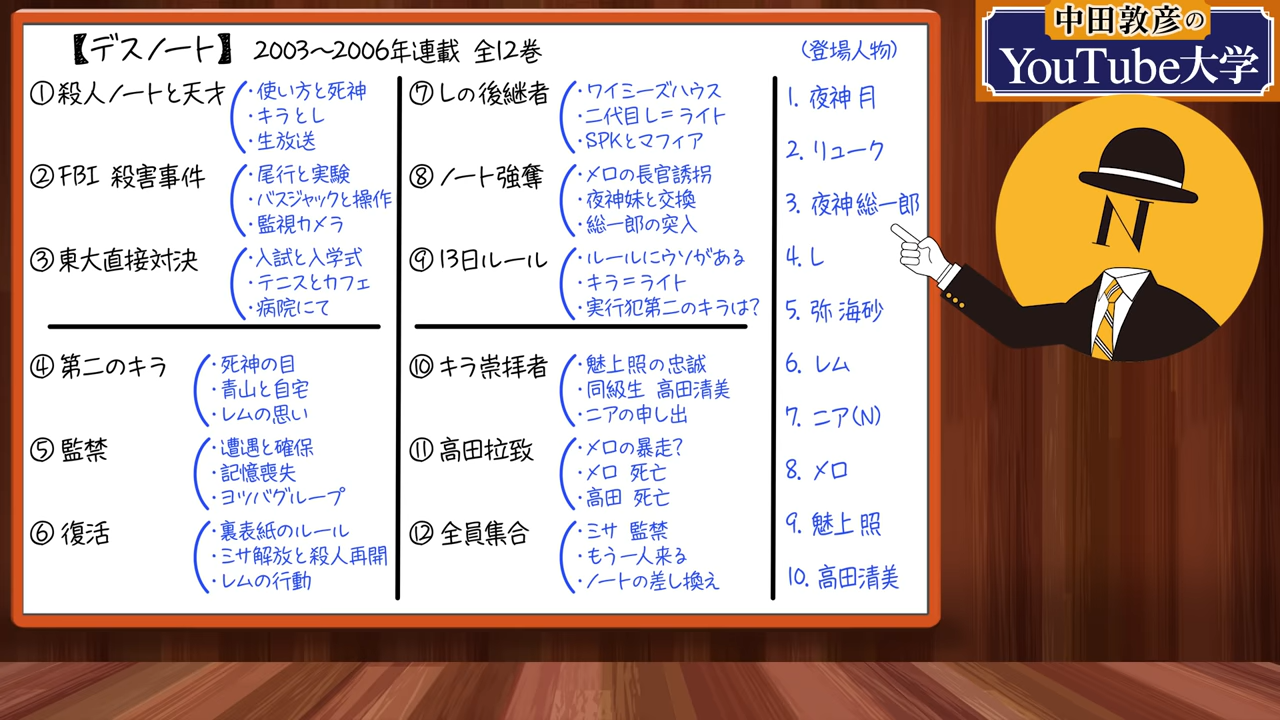 【デスノート】 2003〜2006年連載 全12巻
①殺人ノートと天才
・使い方と死神
・キラとL
・生放送
②FBI 殺害事件
・尾行と実験
・バスジャックと操作
・監視カメラ
③東大直接対決
・入試と入学式
・テニスとカフェ
・病院にて
④第二のキラ
・死神の目
・青山と自宅
・レムの思い
⑤監禁
・遭遇と確保
・記憶喪失
・ヨツバグループ
⑥復活
・裏表紙のルール
・ミサ解放と殺人再開
・レムの行動
⑦Lの後継者
・ワイミーズハウス
・二代目L=ライト
・SPKとマフィア
⑧ノート強奪
・メロの長官誘拐
・夜神妹と交換
・総一郎の突入
⑨13日ルール
・ルールにウソがある
・キラ=ライト
・実行犯第二のキラは?
⑩キラ崇拝者
・魅上照の忠誠
・同級生 高田清美
・ニアの申し出
⑪高田拉致
・メロの暴走?
・メロ 死亡
・高田 死亡
⑫全員集合
・ミサ 監禁
・もう一人来る
・ノートの差し換え
(登場人物)
1. 夜神月
2. リューク
3. 夜神総一郎
4. L
5. 弥 海砂
6. レム
7. ニア(N)
8. メロ
9. 魅上 照
10. 高田清美
中田敦彦の
YouTube大学
N